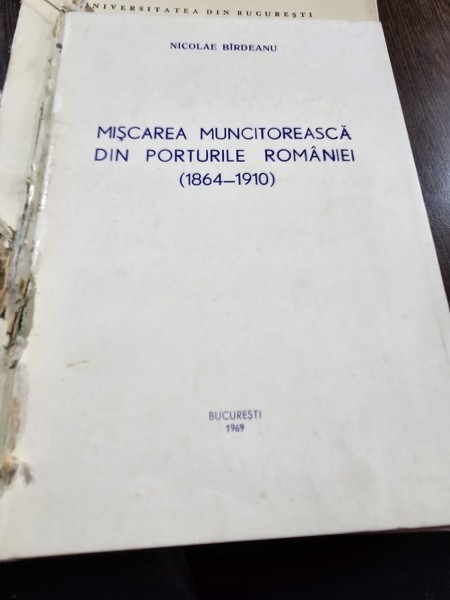 UNIVERSITATEA DIN BUCUREȘTI
NICOLAE BÎRDEANU
MIȘCAREA MUNCITOREASCĂ
DIN PORTURILE ROMÂNIEI
(1864—1910)
BUCUREȘTI
1969